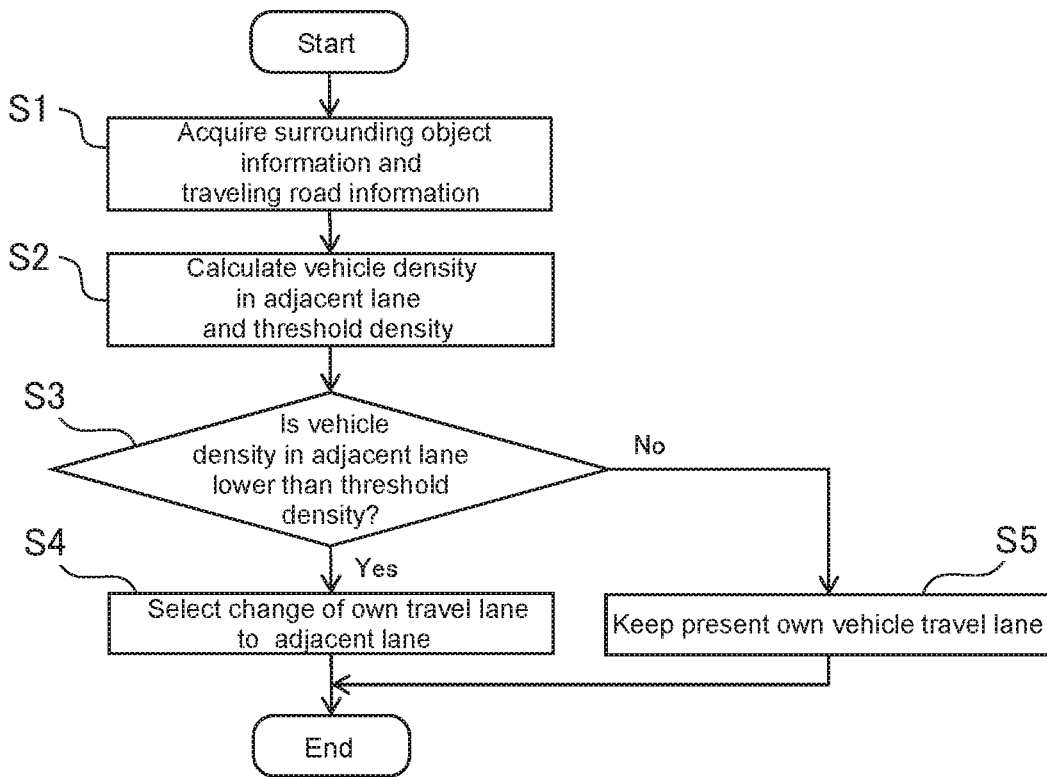 Start
S1
Acquire surrounding object
information and
traveling road information
S2
Calculate vehicle density
in adjacent lane
and threshold density
S3
Is vehicle
density in adjacent lane
lower than threshold
density?
No
Yes
S4
Select change of own travel lane
to adjacent lane
S5
Keep present own vehicle travel lane
End